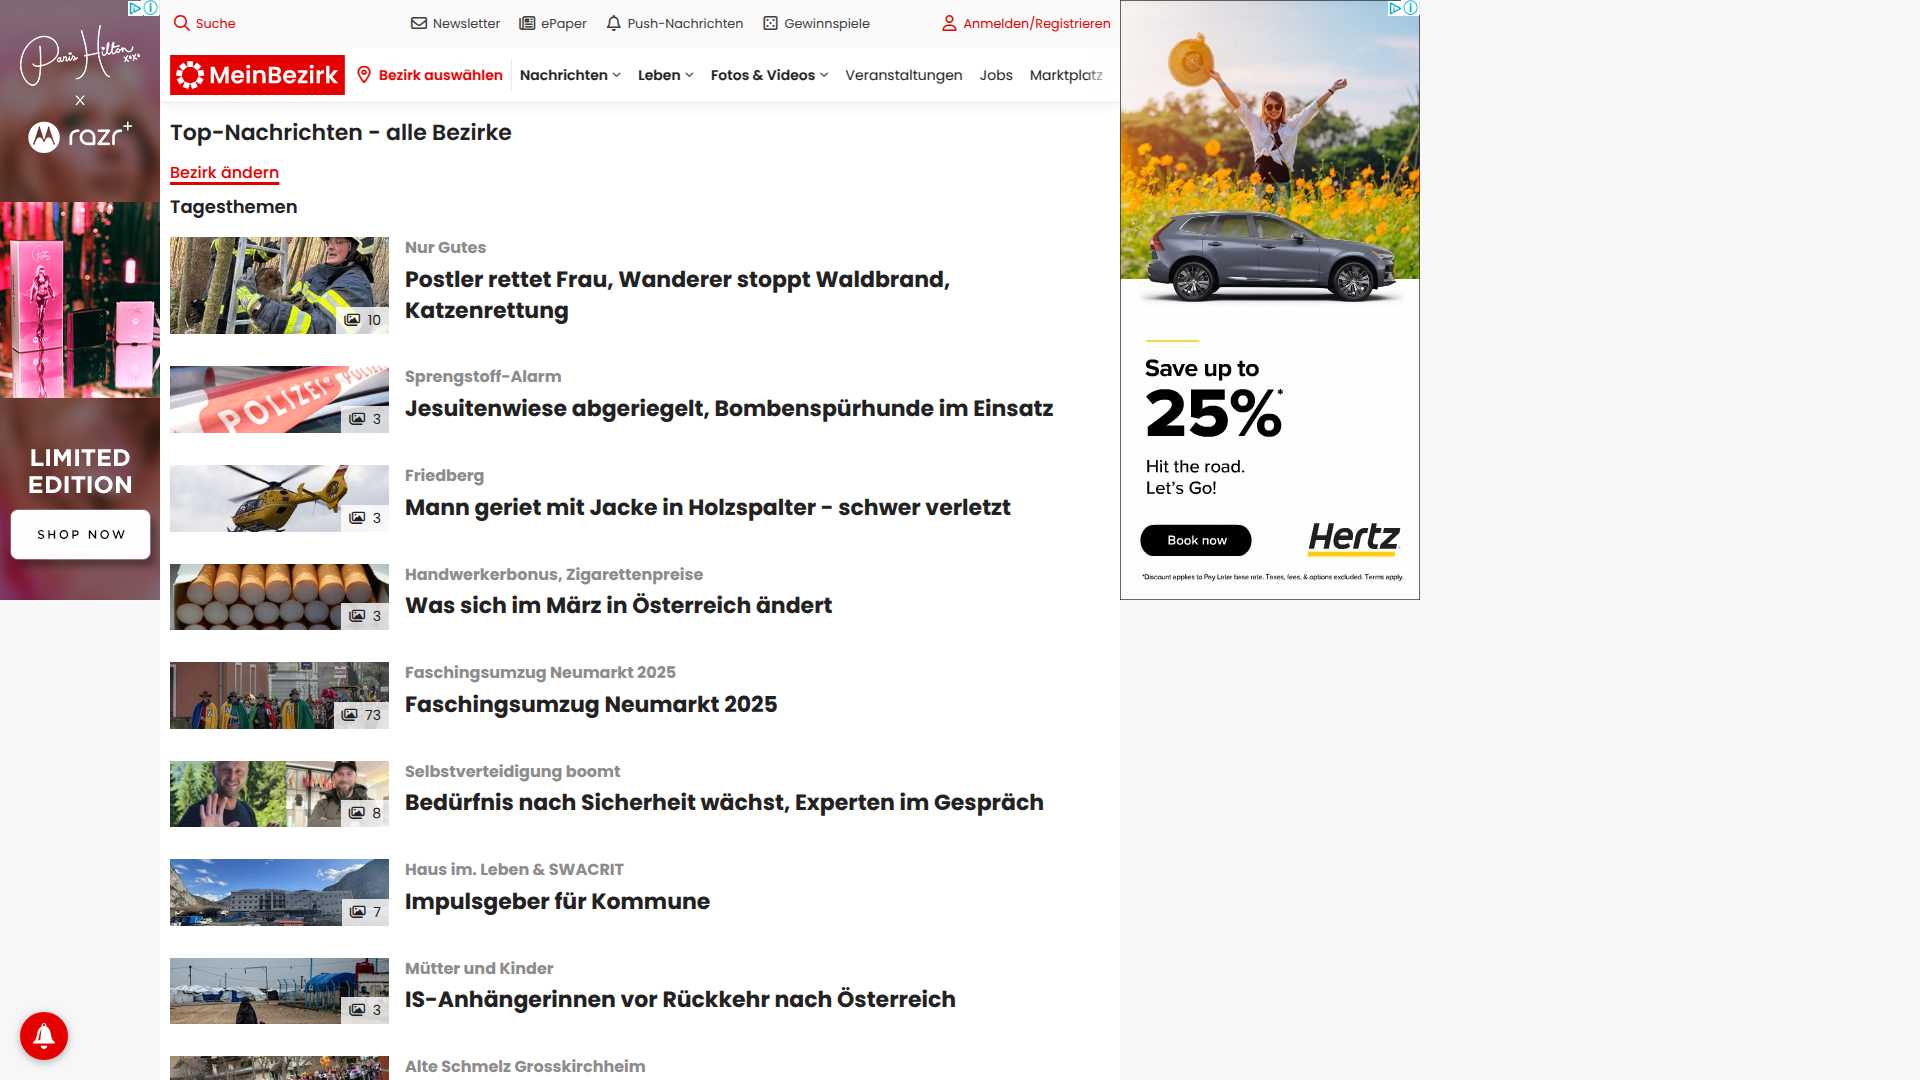 Suche
Newsletter
ePaper
Push-Nachrichten
Gewinnspiele
Anmelden/Registrieren
MeinBezirk
Bezirk auswählen
Nachrichten
Leben
Fotos & Videos
Veranstaltungen
Jobs
Marktplatz
Top-Nachrichten - alle Bezirke
Bezirk ändern
Tagesthemen
10
Nur Gutes
Postler rettet Frau, Wanderer stoppt Waldbrand,
Katzenrettung
POLIZEI
3
Sprengstoff-Alarm
Jesuitenwiese abgeriegelt, Bombenspürhunde im Einsatz
3
Friedberg
Mann geriet mit Jacke in Holzspalter - schwer verletzt
3
Handwerkerbonus, Zigarettenpreise
Was sich im März in Österreich ändert
73
Faschingsumzug Neumarkt 2025
Faschingsumzug Neumarkt 2025
8
Selbstverteidigung boomt
Bedürfnis nach Sicherheit wächst, Experten im Gespräch
7
Haus im. Leben & SWACRIT
Impulsgeber für Kommune
3
Mütter und Kinder
IS-Anhängerinnen vor Rückkehr nach Österreich
Alte Schmelz Grosskirchheim
Paris Hilton
xoxo
x
razr+
LIMITED
EDITION
SHOP NOW
Save up to
25%*
Hit the road.
Let's Go!
Book now
Hertz
*Discount applies to Pay Later base rate. Taxes, fees, & options excluded. Terms apply.